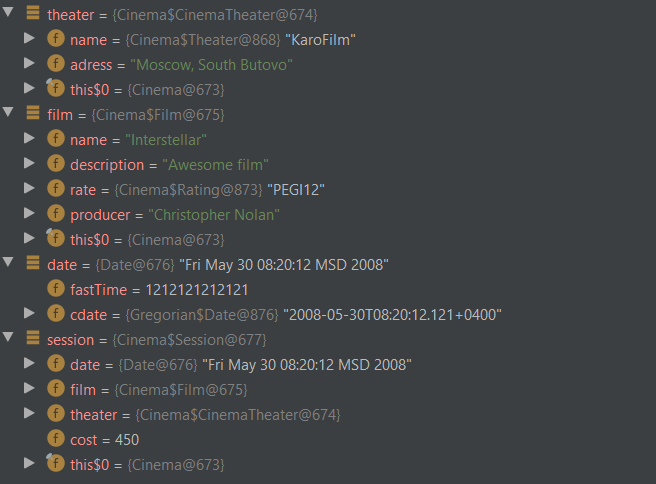 theater = {Cinema$CinemaTheater@674}
f name = {Cinema$Theater@868} "KaroFilm"
f adress = "Moscow, South Butovo"
f this$0 = {Cinema@673}
film = {Cinema$Film@675}
f name = "Interstellar"
f description = "Awesome film"
f rate = {Cinema$Rating@873} "PEGI12"
f producer = "Christopher Nolan"
f this$0 = {Cinema@673}
date = {Date@676} "Fri May 30 08:20:12 MSD 2008"
f fastTime = 1212121212121
f cdate = {Gregorian$Date@876} "2008-05-30T08:20:12.121+0400"
session = {Cinema$Session@677}
f date = {Date@676} "Fri May 30 08:20:12 MSD 2008"
f film = {Cinema$Film@675}
f theater = {Cinema$CinemaTheater@674}
f cost = 450
f this$0 = {Cinema@673}